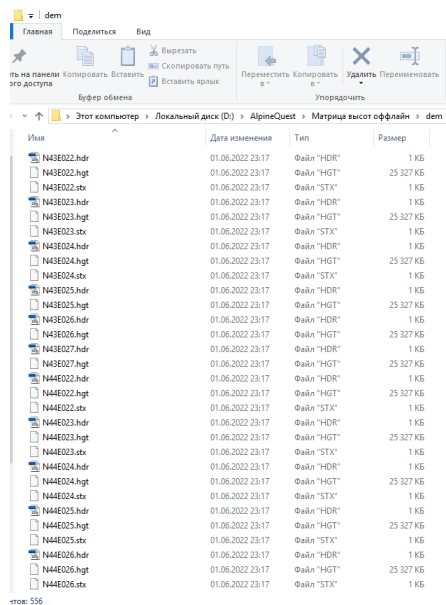 dem
Главная Поделиться Вид
Вырезать
Скопировать путь
Вставить ярлык
Копировать Вставить
Переместить в Копировать в Удалить Переименовать
Буфер обмена Упорядочить
Этот компьютер › Локальный диск (D:) › AlpineQuest › Матрица высот оффлайн › dem
Имя Дата изменения Тип Размер
N43E022.hdr 01.06.2022 23:17 Файл "HDR" 1 КБ
N43E022.hgt 01.06.2022 23:17 Файл "HGT" 25 327 КБ
N43E022.stx 01.06.2022 23:17 Файл "STX" 1 КБ
N43E023.hdr 01.06.2022 23:17 Файл "HDR" 1 КБ
N43E023.hgt 01.06.2022 23:17 Файл "HGT" 25 327 КБ
N43E023.stx 01.06.2022 23:17 Файл "STX" 1 КБ
N43E024.hdr 01.06.2022 23:17 Файл "HDR" 1 КБ
N43E024.hgt 01.06.2022 23:17 Файл "HGT" 25 327 КБ
N43E024.stx 01.06.2022 23:17 Файл "STX" 1 КБ
N43E025.hdr 01.06.2022 23:17 Файл "HDR" 1 КБ
N43E025.hgt 01.06.2022 23:17 Файл "HGT" 25 327 КБ
N43E026.hdr 01.06.2022 23:17 Файл "HDR" 1 КБ
N43E026.hgt 01.06.2022 23:17 Файл "HGT" 25 327 КБ
N43E027.hdr 01.06.2022 23:17 Файл "HDR" 1 КБ
N43E027.hgt 01.06.2022 23:17 Файл "HGT" 25 327 КБ
N44E022.hdr 01.06.2022 23:17 Файл "HDR" 1 КБ
N44E022.hgt 01.06.2022 23:17 Файл "HGT" 25 327 КБ
N44E022.stx 01.06.2022 23:17 Файл "STX" 1 КБ
N44E023.hdr 01.06.2022 23:17 Файл "HDR" 1 КБ
N44E023.hgt 01.06.2022 23:17 Файл "HGT" 25 327 КБ
N44E023.stx 01.06.2022 23:17 Файл "STX" 1 КБ
N44E024.hdr 01.06.2022 23:17 Файл "HDR" 1 КБ
N44E024.hgt 01.06.2022 23:17 Файл "HGT" 25 327 КБ
N44E024.stx 01.06.2022 23:17 Файл "STX" 1 КБ
N44E025.hdr 01.06.2022 23:17 Файл "HDR" 1 КБ
N44E025.hgt 01.06.2022 23:17 Файл "HGT" 25 327 КБ
N44E025.stx 01.06.2022 23:17 Файл "STX" 1 КБ
N44E026.hdr 01.06.2022 23:17 Файл "HDR" 1 КБ
N44E026.hgt 01.06.2022 23:17 Файл "HGT" 25 327 КБ
N44E026.stx 01.06.2022 23:17 Файл "STX" 1 КБ
нтов: 556